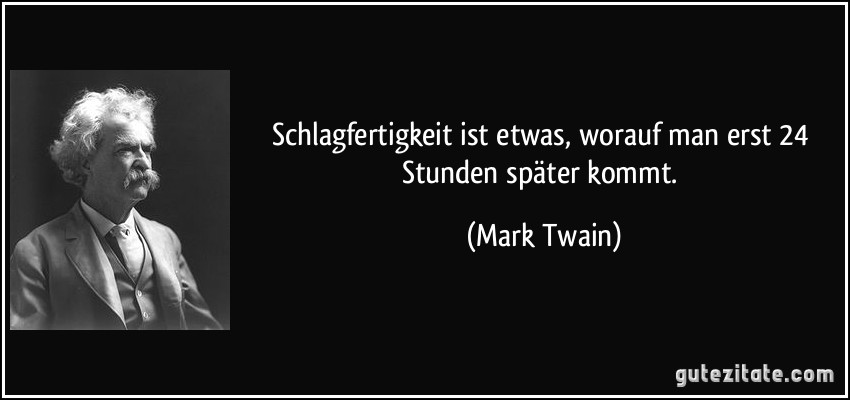 Schlagfertigkeit ist etwas, worauf man erst 24
Stunden später kommt.
(Mark Twain)
gutezitate.com